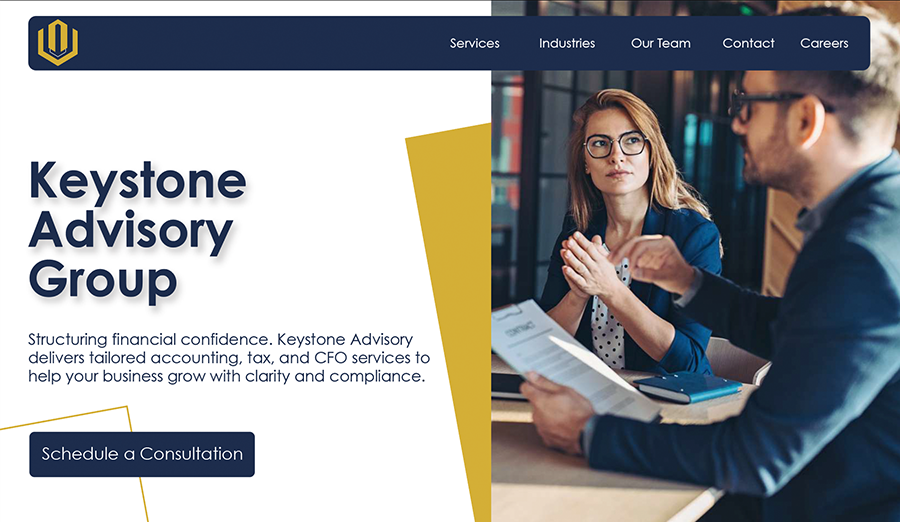 Services Industries Our Team Contact Careers
Keystone
Advisory
Group
Structuring financial confidence. Keystone Advisory
delivers tailored accounting, tax, and CFO services to
help your business grow with clarity and compliance.
Schedule a Consultation